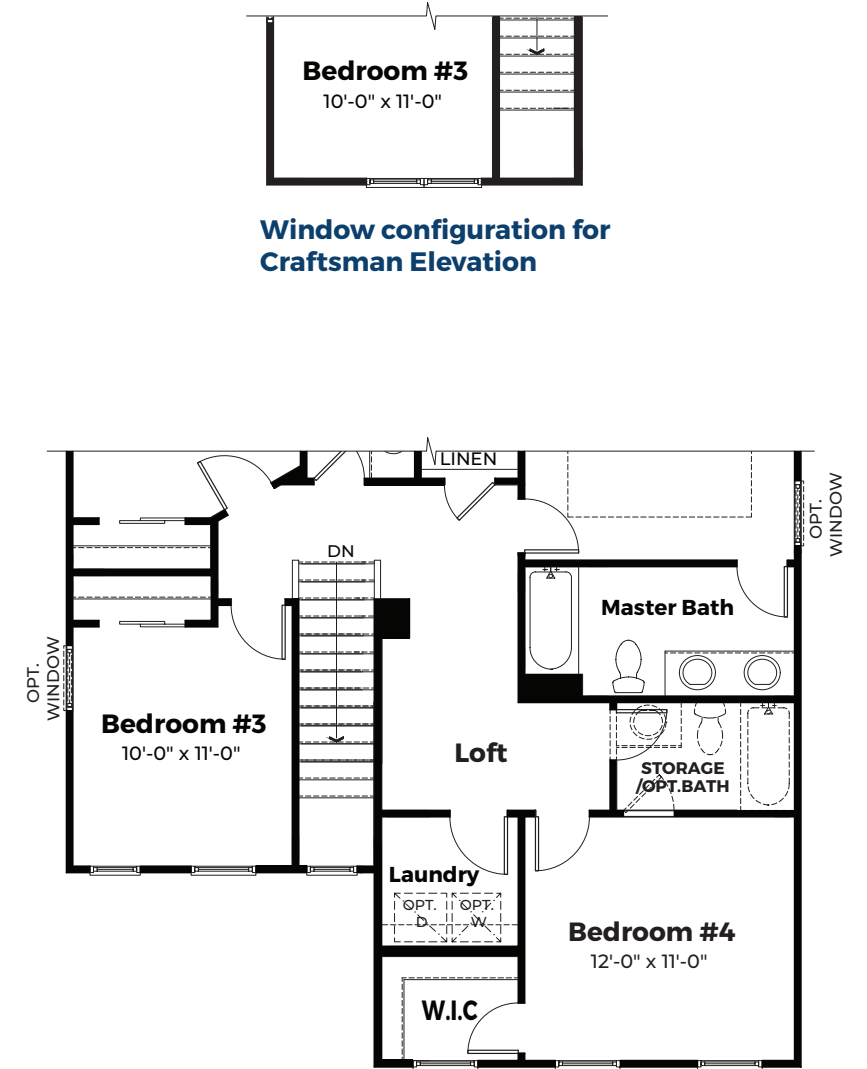 Bedroom #3
10'-0" x 11'-0"
Window configuration for
Craftsman Elevation
LINEN
OPT.
WINDOW
DN
Master Bath
OPT.
WINDOW
Bedroom #3
10'-0" x 11'-0"
Loft
STORAGE
/OPT.BATH
Laundry
OPT.
D
OPT.
W
Bedroom #4
12'-0" x 11'-0"
W.I.C